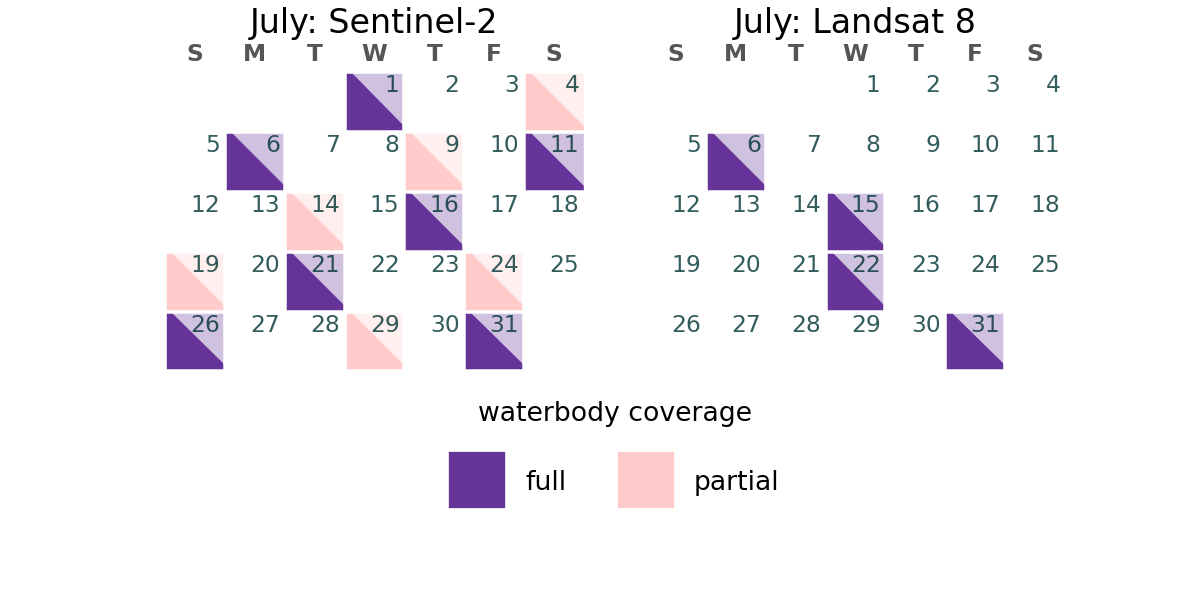 July: Sentinel-2
S M T W T F S
1 2 3 4
5 6 7 8 9 10 11
12 13 14 15 16 17 18
19 20 21 22 23 24 25
26 27 28 29 30 31
July: Landsat 8
S M T W T F S
1 2 3 4
5 6 7 8 9 10 11
12 13 14 15 16 17 18
19 20 21 22 23 24 25
26 27 28 29 30 31
waterbody coverage
full
partial